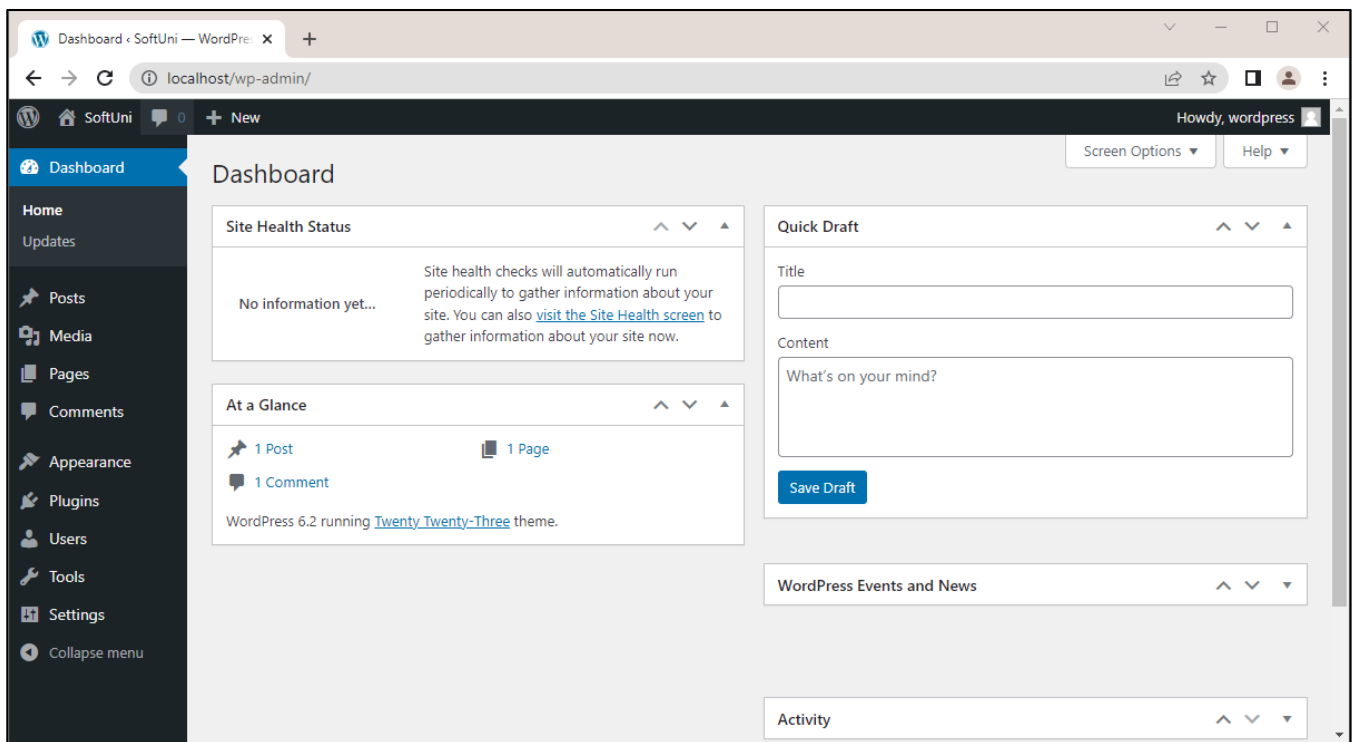 Dashboard ‹ SoftUni — WordPre
localhost/wp-admin/
SoftUni 0 New Howdy, wordpress
Screen Options Help
Dashboard
Home
Updates
Posts
Media
Pages
Comments
Appearance
Plugins
Users
Tools
Settings
Collapse menu
Dashboard
Site Health Status
No information yet...
Site health checks will automatically run
periodically to gather information about your
site. You can also visit the Site Health screen to
gather information about your site now.
At a Glance
1 Post 1 Page
1 Comment
WordPress 6.2 running Twenty Twenty-Three theme.
Quick Draft
Title
Content
What's on your mind?
Save Draft
WordPress Events and News
Activity